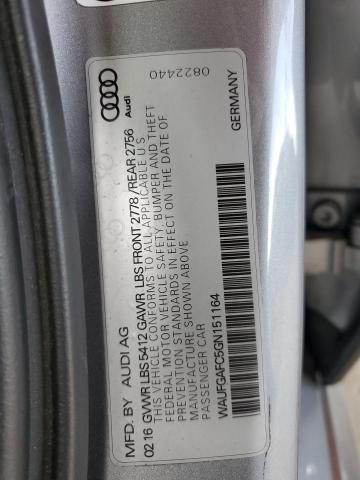 MFD. BY AUDI AG
02 16 GVWR LBS 5412 GAWR LBS FRONT 2778 / REAR 2756
THIS VEHICLE CONFORMS TO ALL APPLICABLE U S
FEDERAL MOTOR VEHICLE SAFETY, BUMPER AND THEFT
PREVENTION STANDARDS IN EFFECT ON THE DATE OF
MANUFACTURE SHOWN ABOVE
PASSENGER CAR
WAUFGAFC5GN151164
GERMANY
Audi
0822440